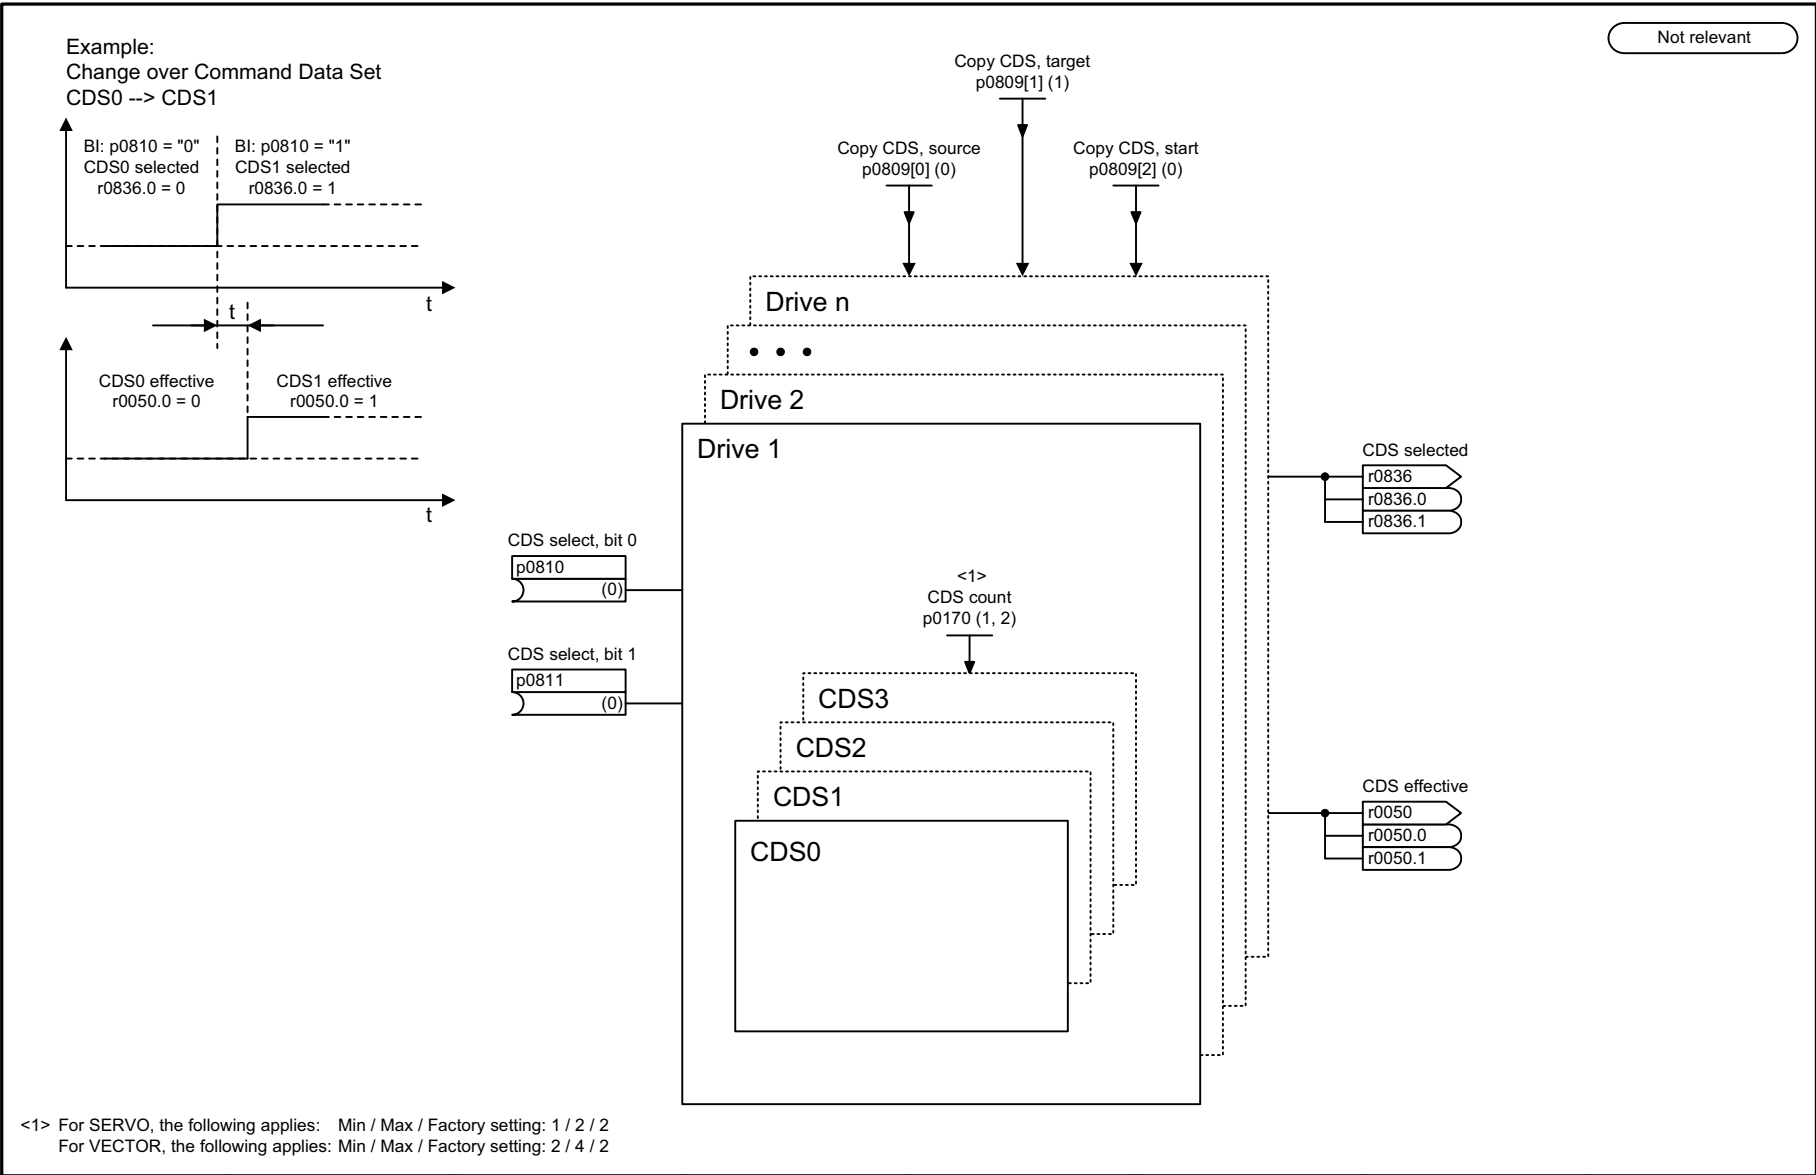 Example:
Change over Command Data Set
CDS0 --> CDS1
Not relevant
BI: p0810 = "0"
CDS0 selected
r0836.0 = 0
BI: p0810 = "1"
CDS1 selected
r0836.0 = 1
t
t
CDS0 effective
r0050.0 = 0
CDS1 effective
r0050.0 = 1
t
Copy CDS, target
p0809[1] (1)
Copy CDS, source
p0809[0] (0)
Copy CDS, start
p0809[2] (0)
Drive n
• • •
Drive 2
Drive 1
CDS select, bit 0
p0810
(0)
CDS select, bit 1
p0811
(0)
<1>
CDS count
p0170 (1, 2)
CDS3
CDS2
CDS1
CDS0
CDS selected
r0836
r0836.0
r0836.1
CDS effective
r0050
r0050.0
r0050.1
<1> For SERVO, the following applies: Min / Max / Factory setting: 1 / 2 / 2
For VECTOR, the following applies: Min / Max / Factory setting: 2 / 4 / 2